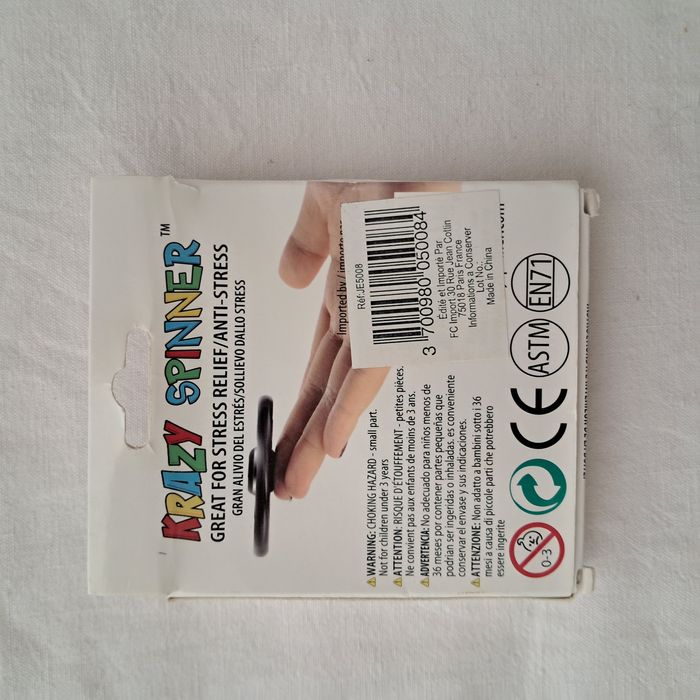 KRAZY SPINNER™
GREAT FOR STRESS RELIEF/ANTI-STRESS
GRAN ALIVIO DEL ESTRÉS/SOLLIEVO DALLO STRESS
Imported by / importé par
Réf:JE5008
3 700980 050084
Edité et Importé Par
FC Import 30 Rue Jean Collin
75018 Paris France
Informations a Conserver
Lot No.:
Made in China
WARNING: CHOKING HAZARD - small part.
Not for children under 3 years
ATTENTION: RISQUE D'ÉTOUFFEMENT - petites pièces.
Ne convient pas aux enfants de moins de 3 ans.
ADVERTENCIA: No adecuado para niños menos de
36 meses por contener partes pequeñas que
podrian ser ingeridas o inhaladas. es conveniente
conservar el envase y sus indicaciones.
ATTENZIONE: Non adatto a bambini sotto i 36
mesi a causa di piccole parti che potrebbero
essere ingerite
0-3
CE
ASTM
EN71